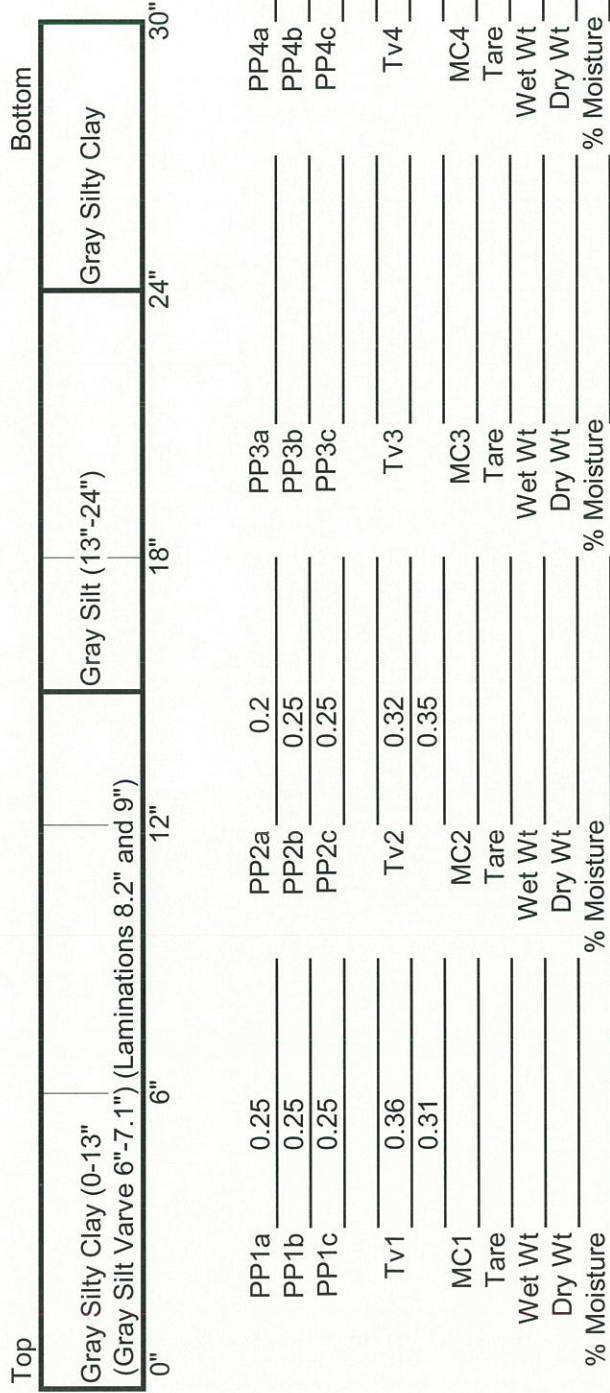 Top Bottom
Gray Silty Clay (0-13"
(Gray Silt Varve 6"-7.1") (Laminations 8.2" and 9")
Gray Silt (13"-24")
Gray Silty Clay
0" 6" 12" 18" 24" 30"
PP1a 0.25 PP2a 0.2 PP3a PP4a
PP1b 0.25 PP2b 0.25 PP3b PP4b
PP1c 0.25 PP2c 0.25 PP3c PP4c
Tv1 0.36 Tv2 0.32 Tv3 Tv4
0.31 0.35
MC1 MC2 MC3 MC4
Tare Tare Tare Tare
Wet Wt Wet Wt Wet Wt Wet Wt
Dry Wt Dry Wt Dry Wt Dry Wt
% Moisture % Moisture % Moisture % Moisture